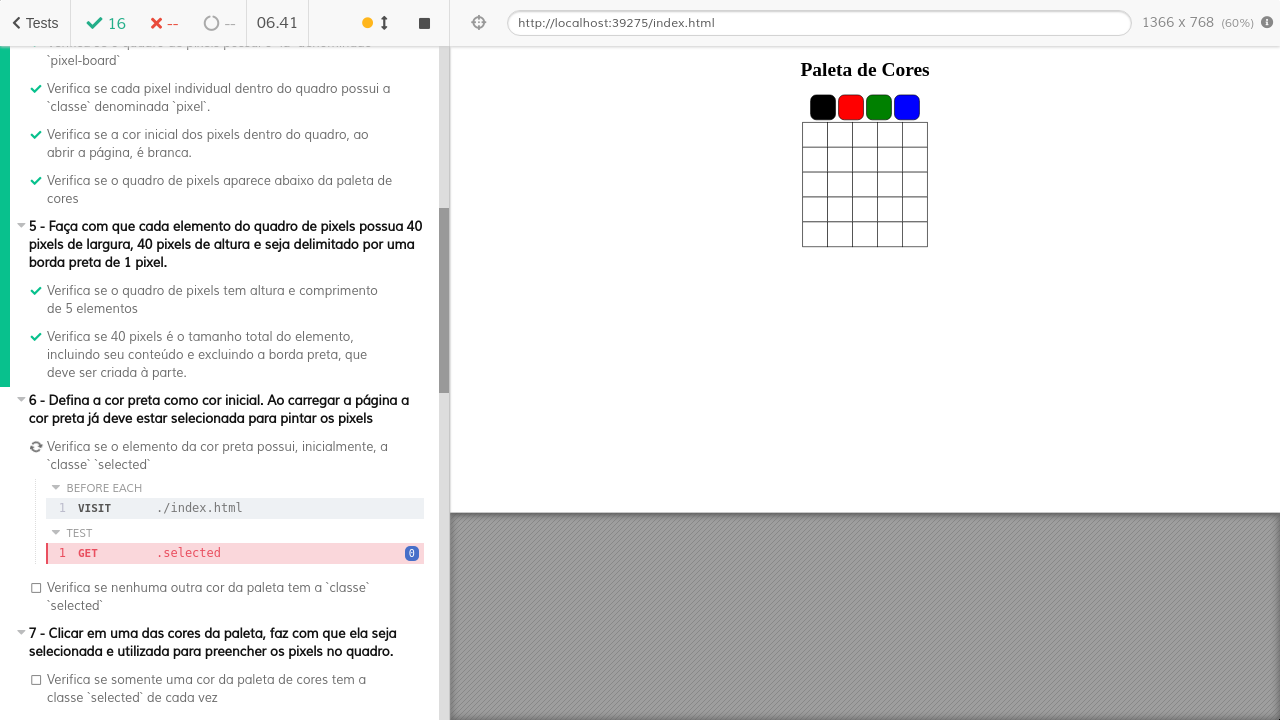 Tests
16
--
--
06.41
`pixel-board`
Verifica se cada pixel individual dentro do quadro possui a
`classe` denominada `pixel`.
Verifica se a cor inicial dos pixels dentro do quadro, ao
abrir a página, é branca.
Verifica se o quadro de pixels aparece abaixo da paleta de
cores
5 - Faça com que cada elemento do quadro de pixels possua 40
pixels de largura, 40 pixels de altura e seja delimitado por uma
borda preta de 1 pixel.
Verifica se o quadro de pixels tem altura e comprimento
de 5 elementos
Verifica se 40 pixels é o tamanho total do elemento,
incluindo seu conteúdo e excluindo a borda preta, que
deve ser criada à parte.
6 - Defina a cor preta como cor inicial. Ao carregar a página a
cor preta já deve estar selecionada para pintar os pixels
Verifica se o elemento da cor preta possui, inicialmente, a
`classe` `selected`
BEFORE EACH
1 VISIT ./index.html
TEST
1 GET .selected 0
Verifica se nenhuma outra cor da paleta tem a `classe`
`selected`
7 - Clicar em uma das cores da paleta, faz com que ela seja
selecionada e utilizada para preencher os pixels no quadro.
Verifica se somente uma cor da paleta de cores tem a
classe `selected` de cada vez
http://localhost:39275/index.html
1366 x 768 (60%)
Paleta de Cores